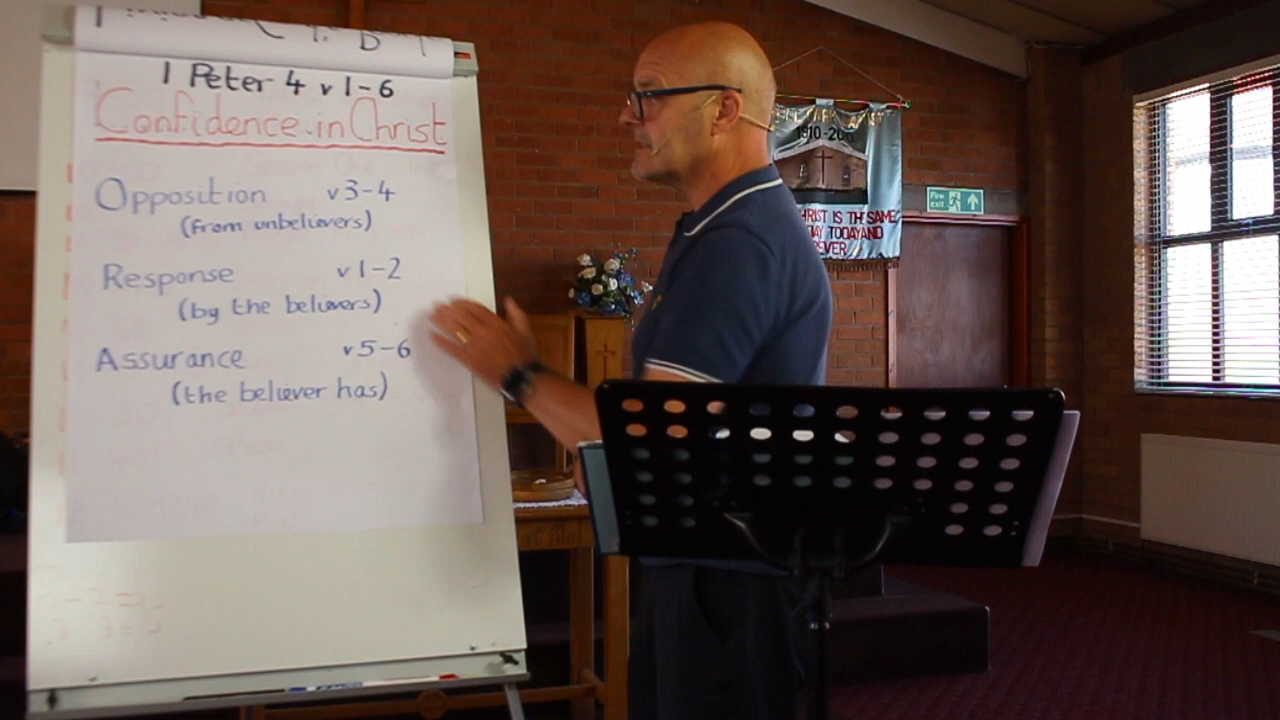 1 Peter 4 v 1-6
Confidence in Christ
Opposition v3-4
(from unbelievers)
Response v1-2
(by the believers)
Assurance v5-6
(the believer has)
1910-20
CHRIST IS THE SAME
DAY TODAY AND
EVER
Fire exit